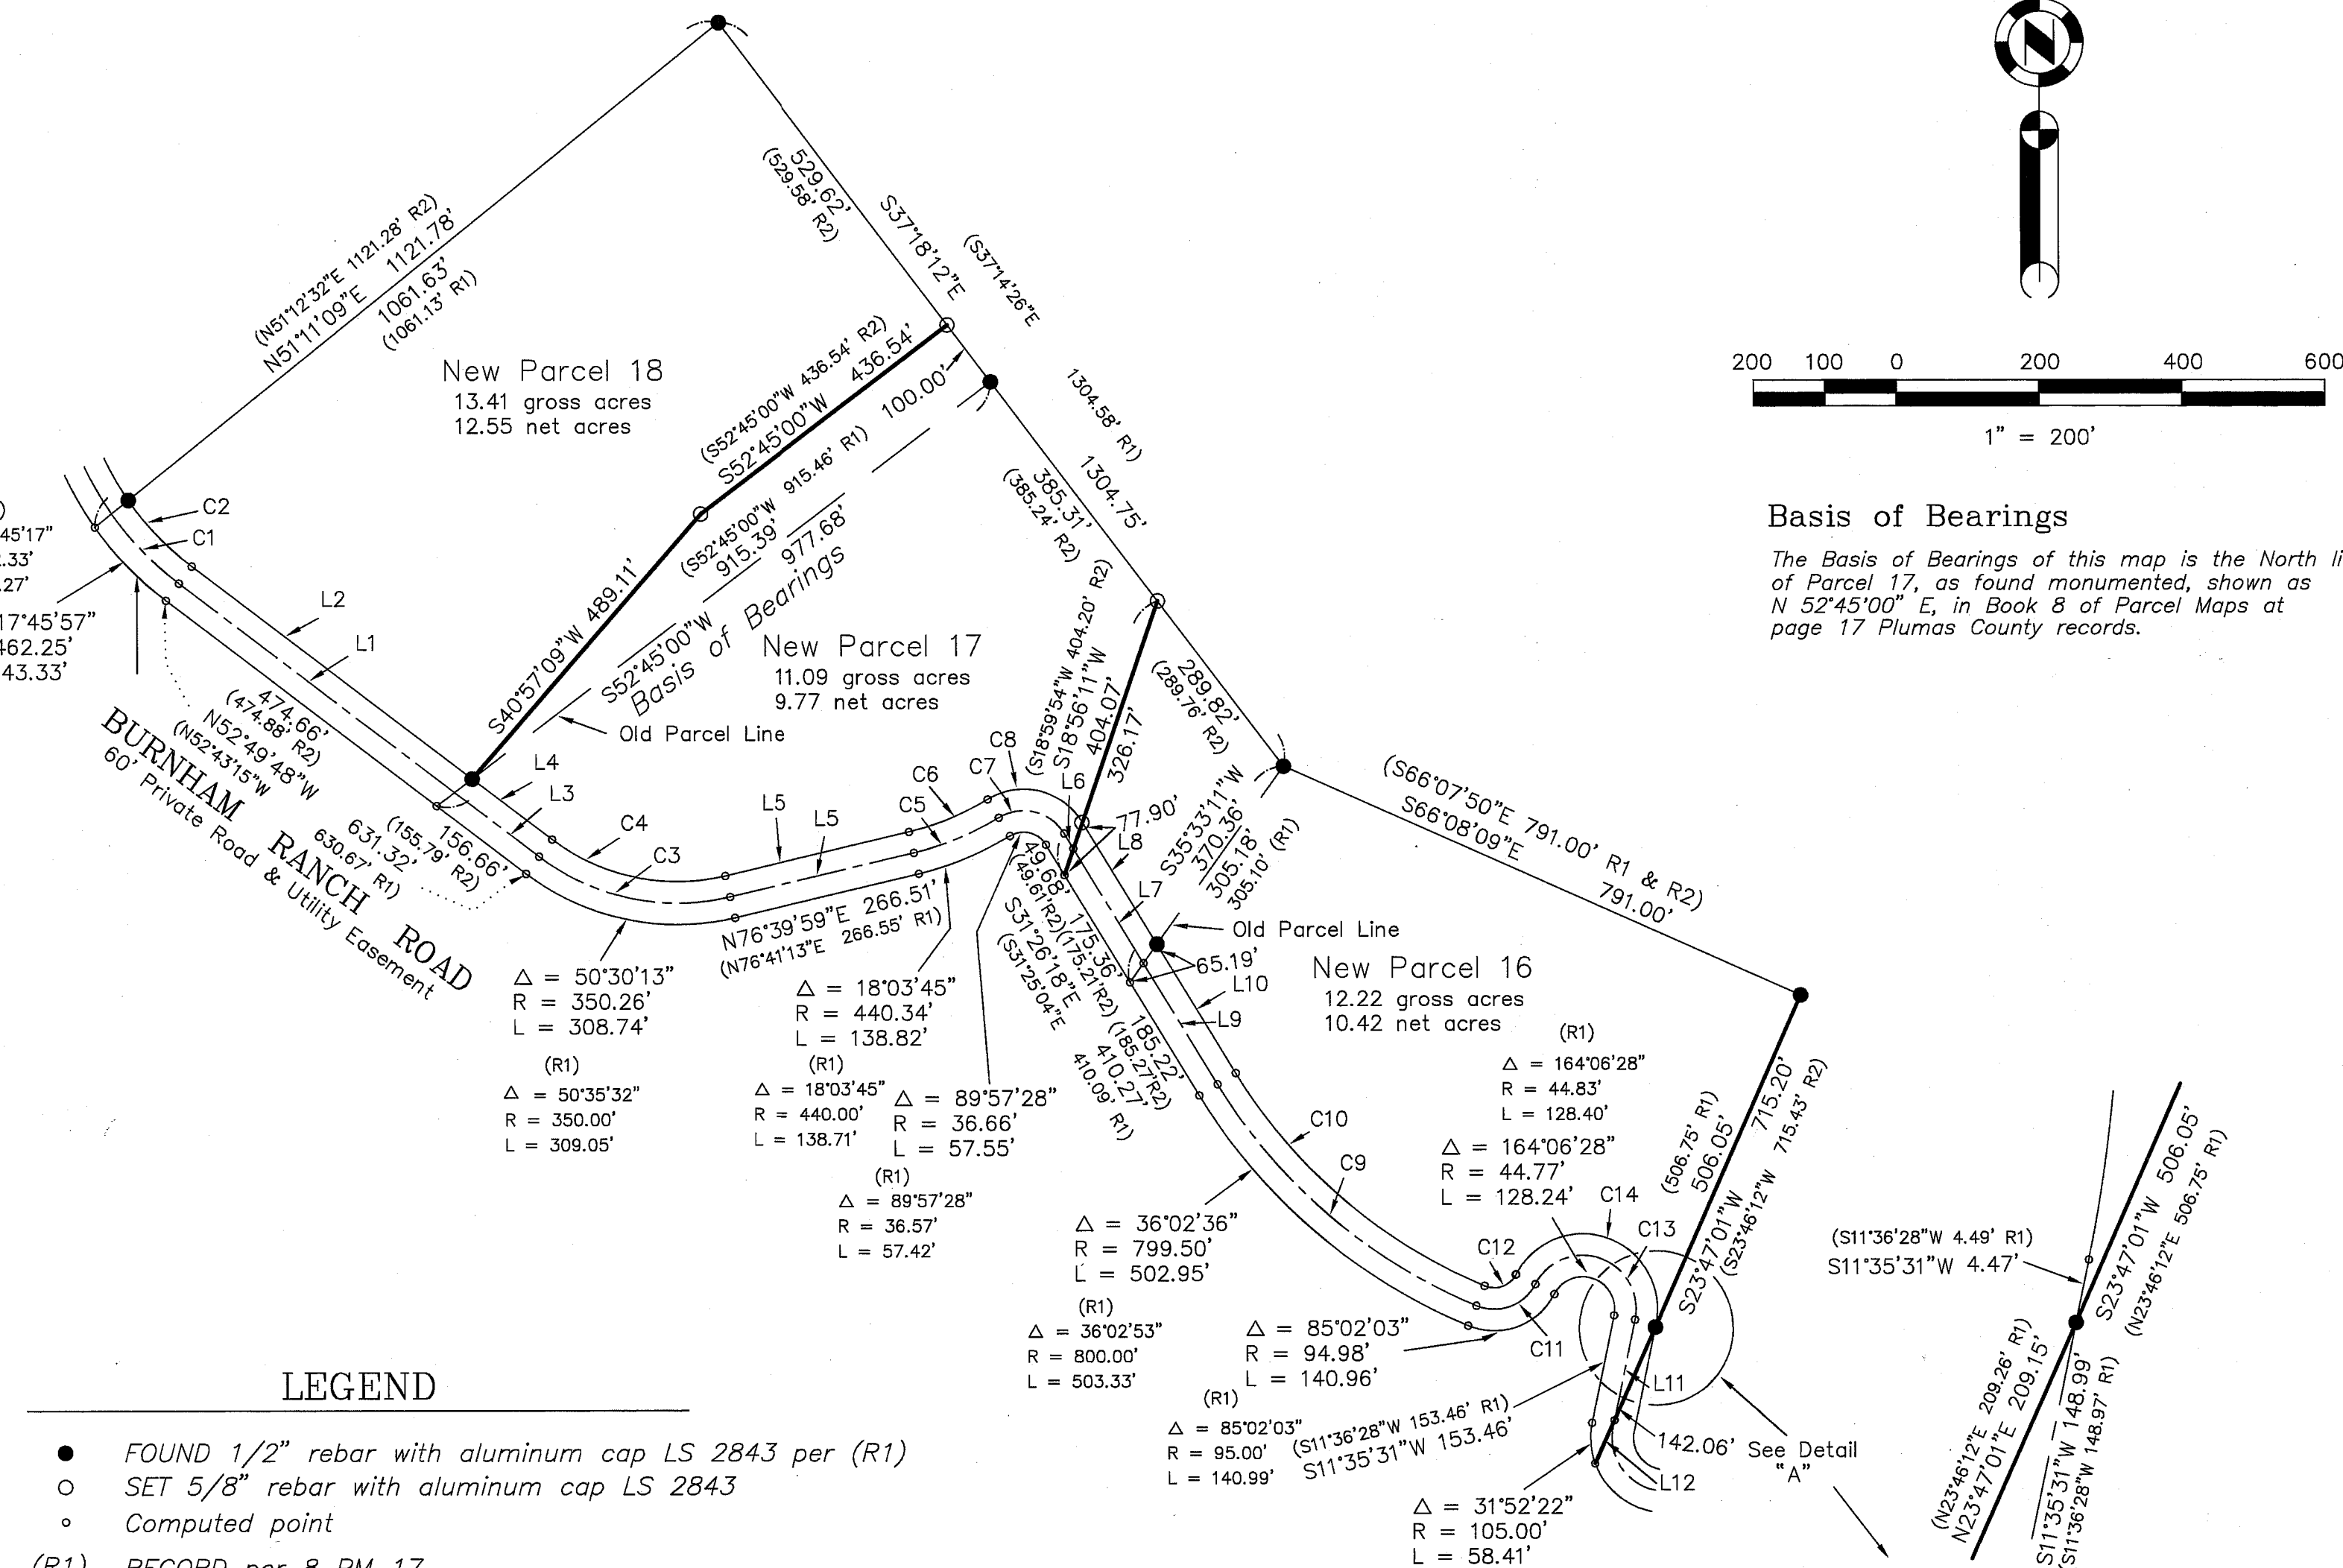 N
200 100 0 200 400 600
1" = 200'
Basis of Bearings
The Basis of Bearings of this map is the North li
of Parcel 17, as found monumented, shown as
N 52°45'00" E, in Book 8 of Parcel Maps at
page 17 Plumas County records.
529.62'
(529.58' R2)
S37°18'12"E
(S37°14'26"E
1304.58' R1)
1304.75'
385.31'
(385.24' R2)
289.82'
(289.76' R2)
(N51°12'32"E 1121.28' R2)
N51°11'09"E 1121.78'
1061.63'
(1061.13' R1)
New Parcel 18
13.41 gross acres
12.55 net acres
(S52°45'00"W 436.54' R2)
S52°45'00"W 436.54'
100.00'
(S52°45'00"W 915.46' R1)
915.39'
977.68'
S52°45'00"W
Basis of Bearings
S40°57'09"W 489.11'
Old Parcel Line
New Parcel 17
11.09 gross acres
9.77 net acres
C2
C1
)
45'17"
.33'
.27'
17°45'57"
462.25'
43.33'
L2
L1
474.66'
(474.88' R2)
N52°49'48"W
(N52°43'15"W
BURNHAM RANCH ROAD
60' Private Road & Utility Easement
156.66'
(155.79' R2)
631.32'
630.67' R1)
L4
L3
C4
C3
L5
L5
C6
C5
C7
C8
L6
(S18°59'54"W 404.20' R2)
S18°56'11"W
404.07'
326.17'
77.90'
L8
L7
S35°33'11"W
370.36'
305.18'
305.10' (R1)
Old Parcel Line
65.19'
L10
L9
N76°39'59"E 266.51'
(N76°41'13"E 266.55' R1)
49.68'
(49.61'R2)
175.36'
(175.21'R2)
S31°26'18"E
(S31°25'04"E
185.22'
(185.27'R2)
410.27'
410.09' R1)
Δ = 50°30'13"
R = 350.26'
L = 308.74'
(R1)
Δ = 50°35'32"
R = 350.00'
L = 309.05'
Δ = 18°03'45"
R = 440.34'
L = 138.82'
(R1)
Δ = 18°03'45"
R = 440.00'
L = 138.71'
Δ = 89°57'28"
R = 36.66'
L = 57.55'
(R1)
Δ = 89°57'28"
R = 36.57'
L = 57.42'
(S66°07'50"E 791.00' R1 & R2)
S66°08'09"E
791.00'
New Parcel 16
12.22 gross acres
10.42 net acres
(R1)
Δ = 164°06'28"
R = 44.83'
L = 128.40'
Δ = 164°06'28"
R = 44.77'
L = 128.24'
C10
C9
C12
C11
C14
C13
(506.75' R1)
506.05'
715.20'
S23°47'01"W
(S23°46'12"W 715.43' R2)
Δ = 36°02'36"
R = 799.50'
L = 502.95'
(R1)
Δ = 36°02'53"
R = 800.00'
L = 503.33'
Δ = 85°02'03"
R = 94.98'
L = 140.96'
(R1)
Δ = 85°02'03"
R = 95.00'
L = 140.99'
(S11°36'28"W 153.46' R1)
S11°35'31"W 153.46'
L11
142.06'
L12
See Detail
"A"
Δ = 31°52'22"
R = 105.00'
L = 58.41'
(S11°36'28"W 4.49' R1)
S11°35'31"W 4.47'
S23°47'01"W 506.05'
(N23°46'12"E 506.75' R1)
(N23°46'12"E 209.26' R1)
N23°47'01"E 209.15'
S11°35'31"W 148.99'
(S11°36'28"W 148.97' R1)
LEGEND
FOUND 1/2" rebar with aluminum cap LS 2843 per (R1)
SET 5/8" rebar with aluminum cap LS 2843
Computed point
(R1) RECORD per 8 PM 17